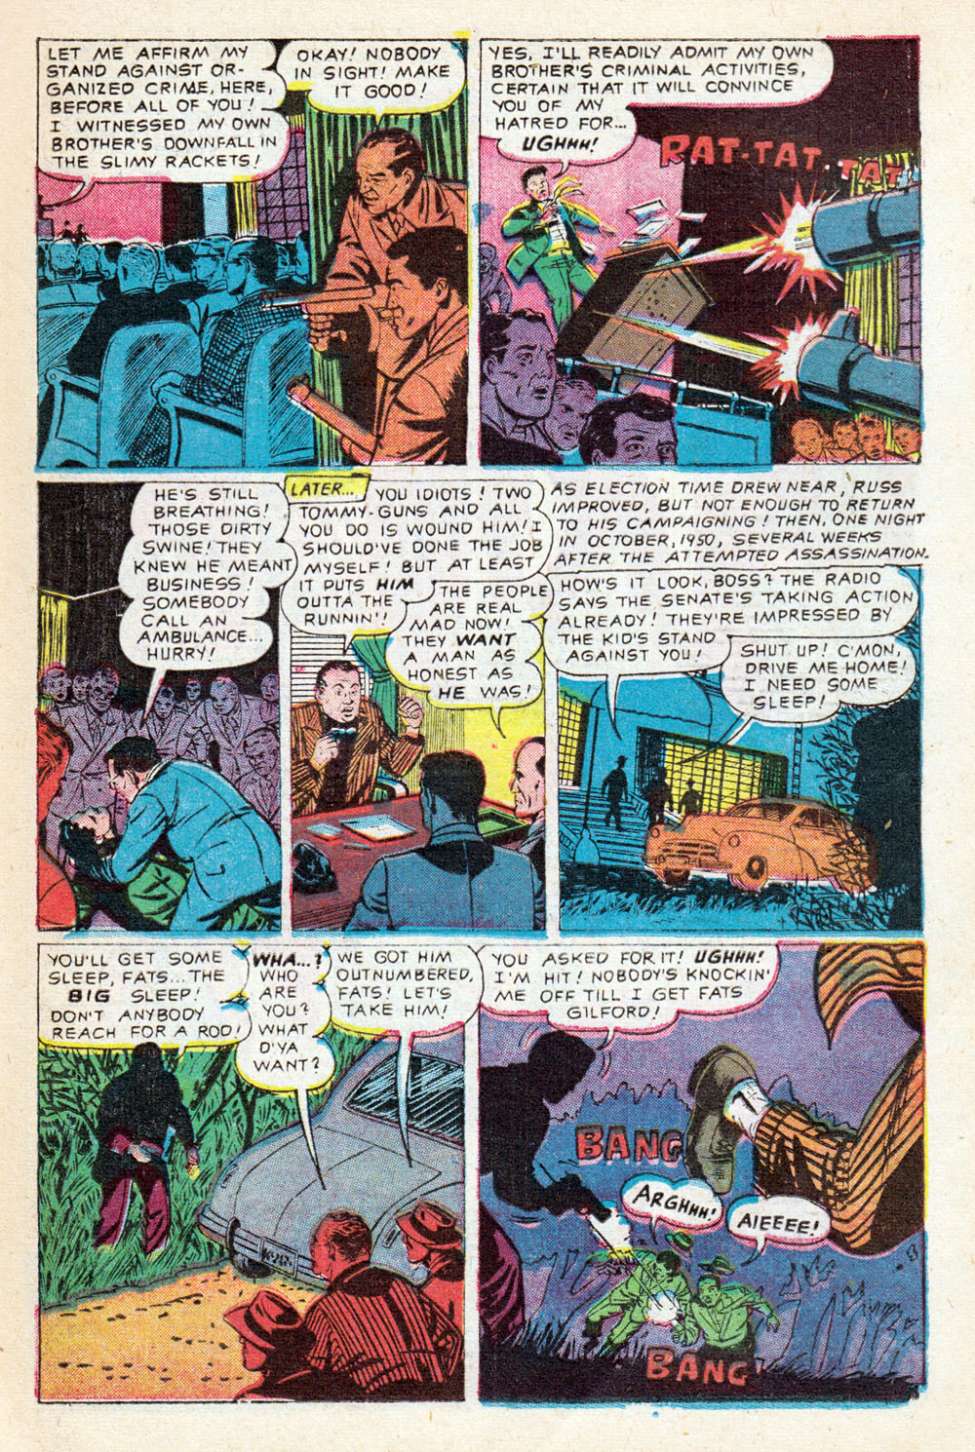 LET ME AFFIRM MY
STAND AGAINST OR-
GANIZED CRIME, HERE,
BEFORE ALL OF YOU!
I WITNESSED MY OWN
BROTHER'S DOWNFALL IN
THE SLIMY RACKETS!
OKAY! NOBODY
IN SIGHT! MAKE
IT GOOD!
YES, I'LL READILY ADMIT MY OWN
BROTHER'S CRIMINAL ACTIVITIES,
CERTAIN THAT IT WILL CONVINCE
YOU OF MY
HATRED FOR...
UGHHH!
RAT-TAT-TAT
HE'S STILL
BREATHING!
THOSE DIRTY
SWINE! THEY
KNEW HE MEANT
BUSINESS!
SOMEBODY
CALL AN
AMBULANCE...
HURRY!
LATER...
YOU IDIOTS! TWO
TOMMY-GUNS AND ALL
YOU DO IS WOUND HIM! I
SHOULD'VE DONE THE JOB
MYSELF! BUT AT LEAST
IT PUTS HIM
OUTTA THE
RUNNIN'!
THE PEOPLE
ARE REAL
MAD NOW!
THEY WANT
A MAN AS
HONEST AS
HE WAS!
AS ELECTION TIME DREW NEAR, RUSS
IMPROVED, BUT NOT ENOUGH TO RETURN
TO HIS CAMPAIGNING! THEN, ONE NIGHT
IN OCTOBER, 1950, SEVERAL WEEKS
AFTER THE ATTEMPTED ASSASSINATION.
HOW'S IT LOOK, BOSS? THE RADIO
SAYS THE SENATE'S TAKING ACTION
ALREADY! THEY'RE IMPRESSED BY
THE KID'S STAND
AGAINST YOU!
SHUT UP! C'MON,
DRIVE ME HOME!
I NEED SOME
SLEEP!
YOU'LL GET SOME
SLEEP, FATS... THE
BIG SLEEP!
DON'T ANYBODY
REACH FOR A ROD!
WHA...?
WHO
ARE
YOU?
WHAT
D'YA
WANT?
WE GOT HIM
OUTNUMBERED,
FATS! LET'S
TAKE HIM!
YOU ASKED FOR IT! UGHHH!
I'M HIT! NOBODY'S KNOCKIN'
ME OFF TILL I GET FATS
GILFORD!
BANG
ARGHHH!
AIEEEE!
BANG